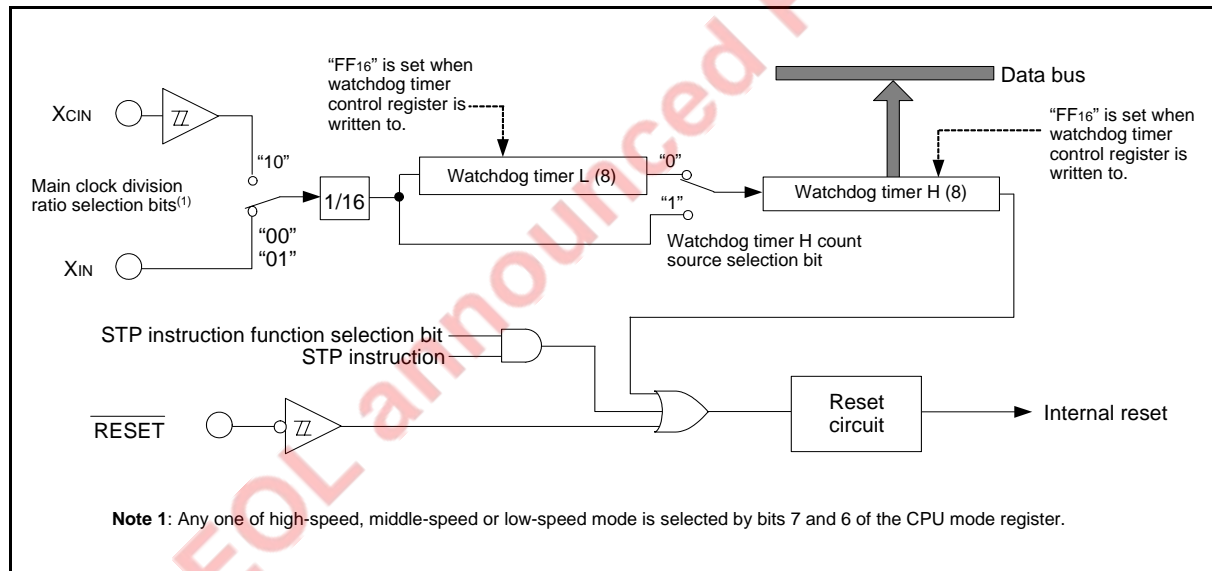 “FF16” is set when
watchdog timer
control register is
written to.
Data bus
XCIN
“FF16” is set when
watchdog timer
control register is
written to.
“10”
“0”
Main clock division
ratio selection bits(1)
1/16
Watchdog timer L (8)
Watchdog timer H (8)
“00”
“01”
“1”
Watchdog timer H count
source selection bit
XIN
STP instruction function selection bit
STP instruction
RESET
Reset
circuit
Internal reset
Note 1: Any one of high-speed, middle-speed or low-speed mode is selected by bits 7 and 6 of the CPU mode register.
EOL announced